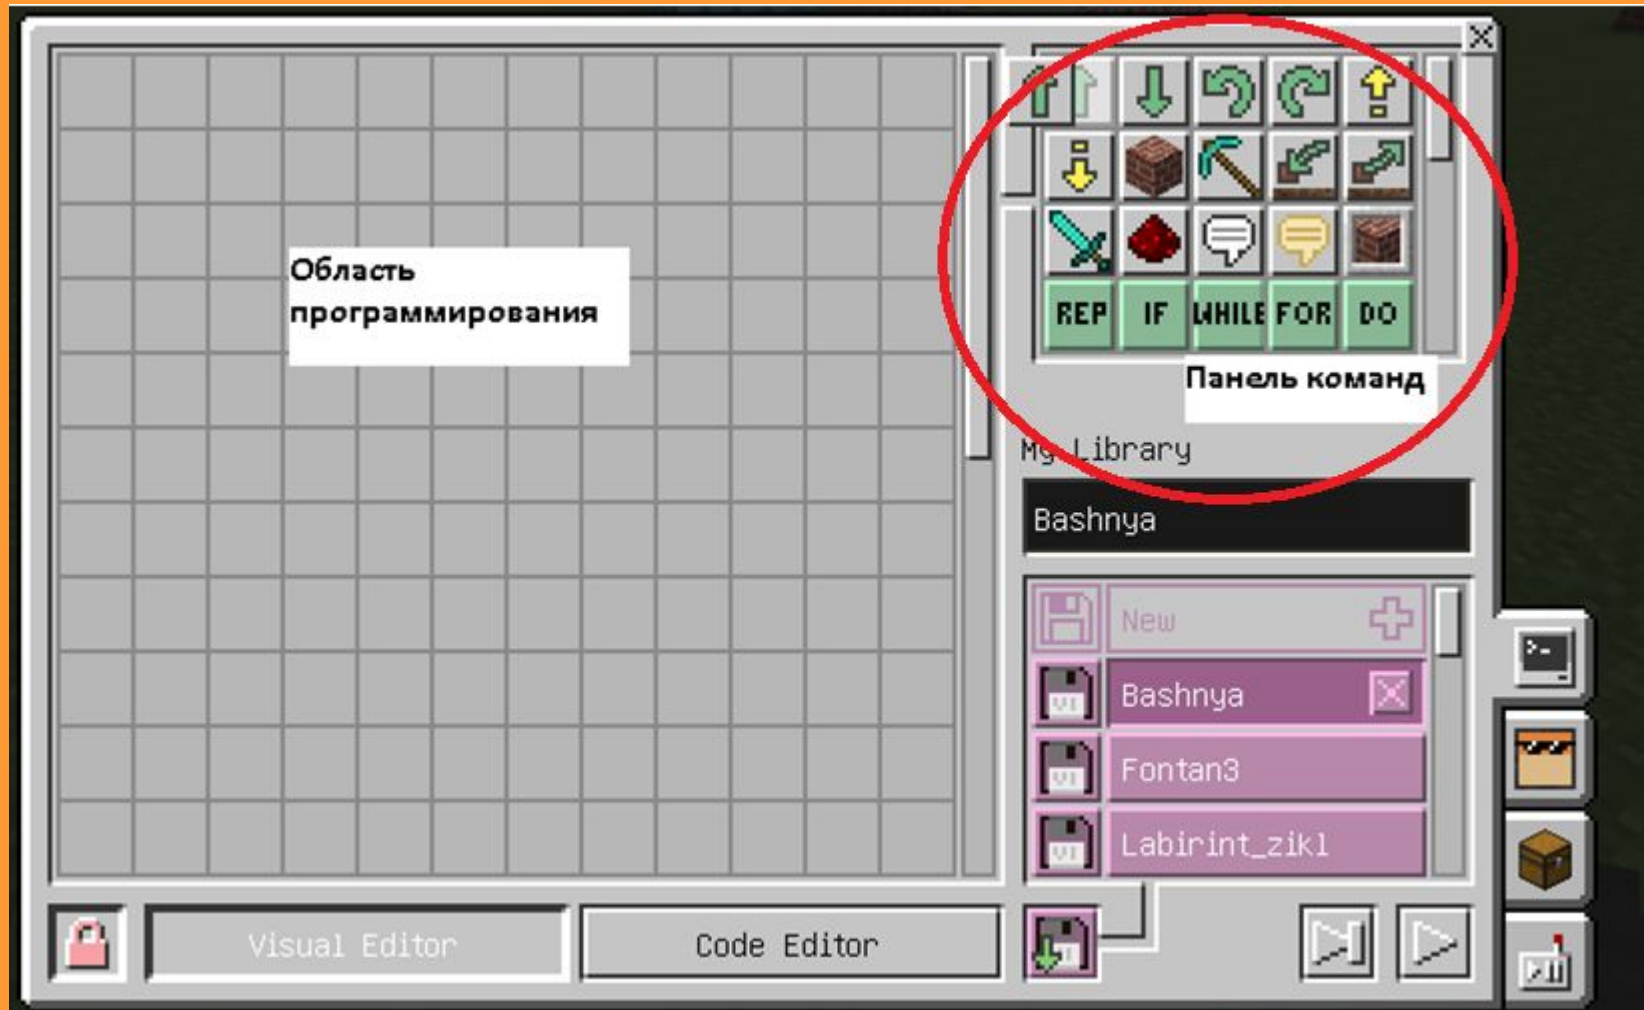 Область
программирования
REP IF WHILE FOR DO
Панель команд
My Library
Bashnya
New
Bashnya
Fontan3
Labirint_zikl
Visual Editor
Code Editor